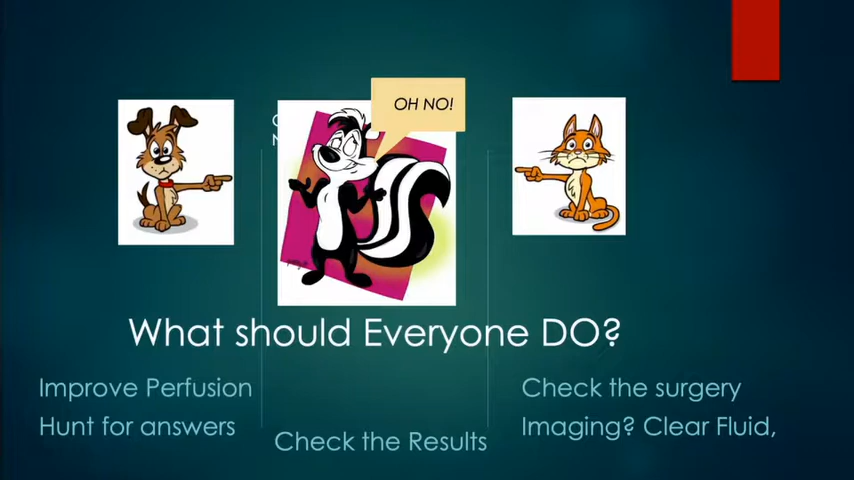 OH NO!
What should Everyone DO?
Improve Perfusion
Hunt for answers
Check the Results
Check the surgery
Imaging? Clear Fluid,